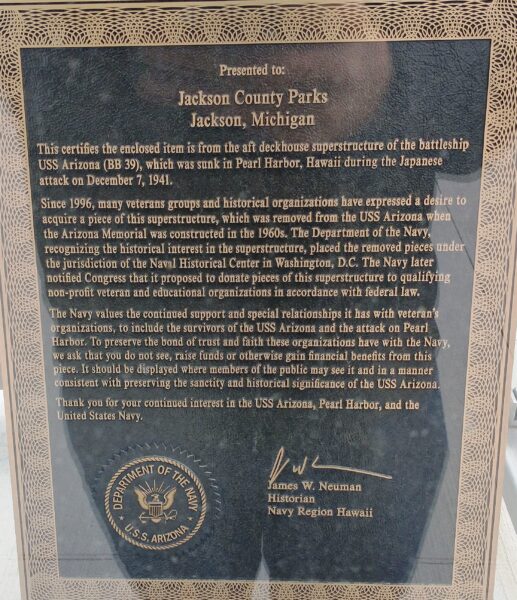 Presented to:
Jackson County Parks
Jackson, Michigan
This certifies the enclosed item is from the aft deckhouse superstructure of the battleship
USS Arizona (BB 39), which was sunk in Pearl Harbor, Hawaii during the Japanese
attack on December 7, 1941.
Since 1996, many veterans groups and historical organizations have expressed a desire to
acquire a piece of this superstructure, which was removed from the USS Arizona when
the Arizona Memorial was constructed in the 1960s. The Department of the Navy,
recognizing the historical interest in the superstructure, placed the removed pieces under
the jurisdiction of the Naval Historical Center in Washington, D.C. The Navy later
notified Congress that it proposed to donate pieces of this superstructure to qualifying
non-profit veteran and educational organizations in accordance with federal law.
The Navy values the continued support and special relationships it has with veteran's
organizations, to include the survivors of the USS Arizona and the attack on Pearl
Harbor. To preserve the bond of trust and faith these organizations have with the Navy,
we ask that you do not see, raise funds or otherwise gain financial benefits from this
piece. It should be displayed where members of the public may see it and in a manner
consistent with preserving the sanctity and historical significance of the USS Arizona.
Thank you for your continued interest in the USS Arizona, Pearl Harbor, and the
United States Navy.
DEPARTMENT OF THE NAVY
U.S.S. ARIZONA
James W. Neuman
Historian
Navy Region Hawaii